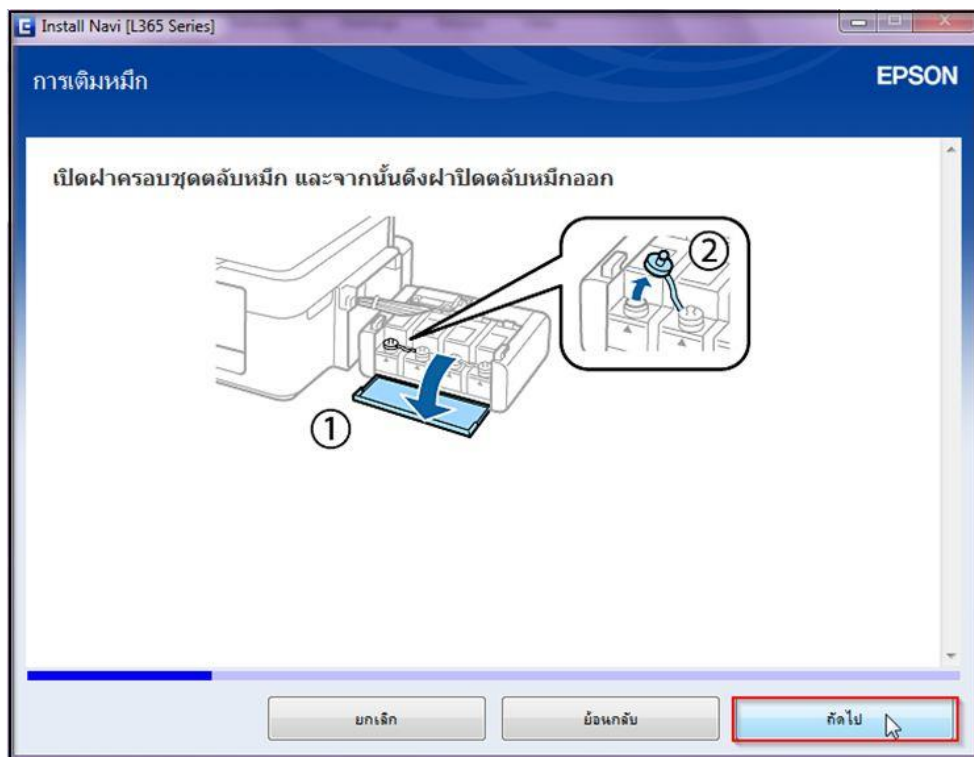 Install Navi [L365 Series]
การเติมหมึก
EPSON
เปิดฝาครอบชุดตลับหมึก และจากนั้นดึงฝาปิดตลับหมึกออก
②
①
ยกเลิก
ย้อนกลับ
ถัดไป